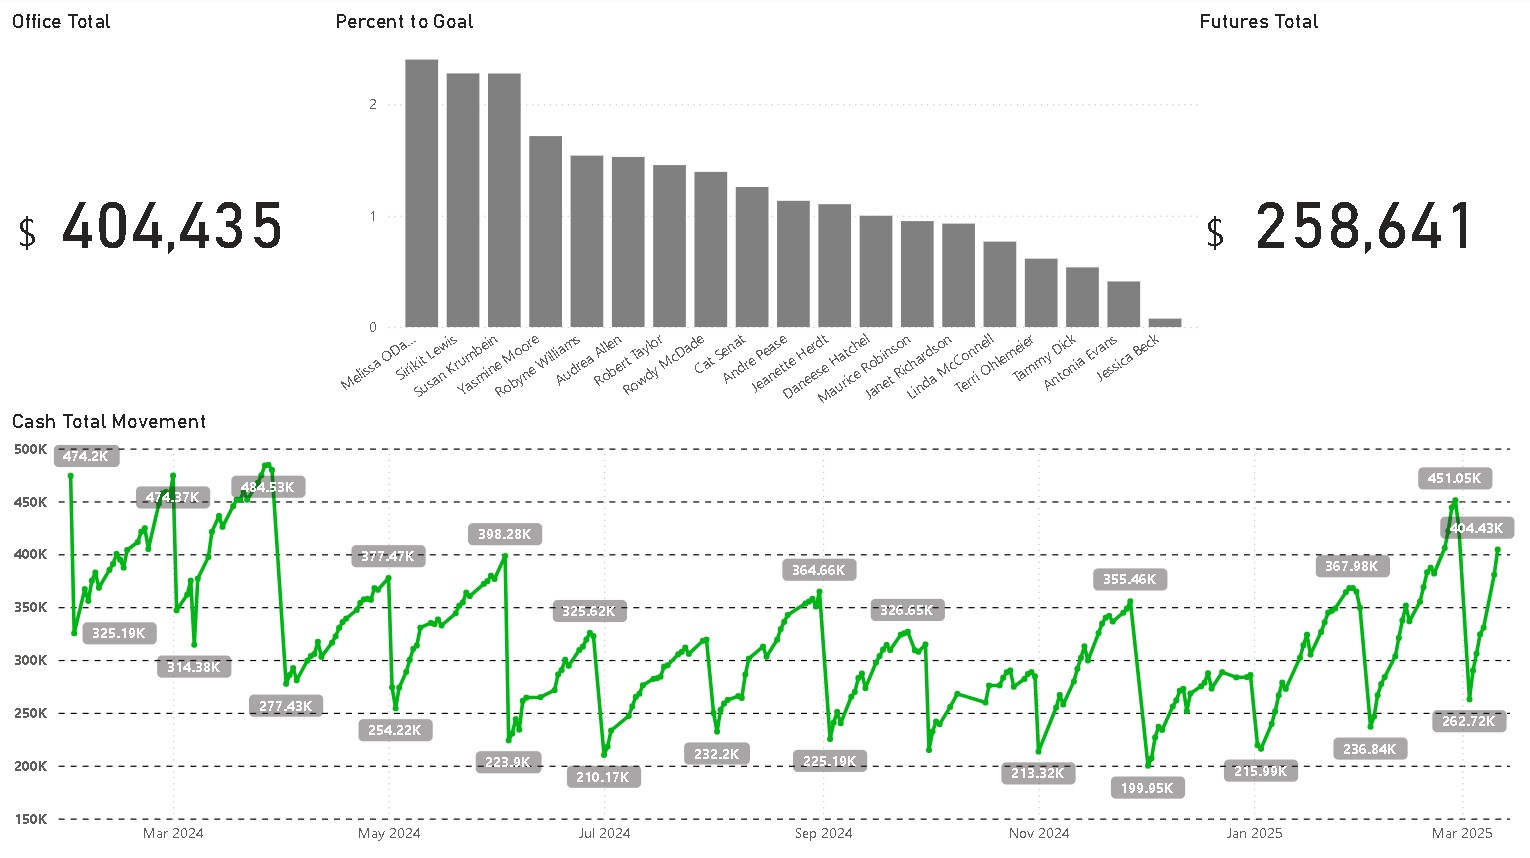 Office Total
$ 404,435
Percent to Goal
2
1
0
Melissa ODa...
Sirikit Lewis
Susan Krumbein
Yasmine Moore
Robyne Williams
Audrea Allen
Robert Taylor
Rowdy McDade
Cat Senat
Andre Pease
Jeanette Herdt
Daneese Hatchel
Maurice Robinson
Janet Richardson
Linda McConnell
Terri Ohlemeier
Tammy Dick
Antonia Evans
Jessica Beck
Futures Total
$ 258,641
Cash Total Movement
500K
450K
400K
350K
300K
250K
200K
150K
474.2K
325.19K
474.37K
314.38K
484.53K
277.43K
377.47K
254.22K
398.28K
223.9K
325.62K
210.17K
232.2K
364.66K
225.19K
326.65K
213.32K
355.46K
199.95K
215.99K
367.98K
236.84K
451.05K
262.72K
404.43K
Mar 2024
May 2024
Jul 2024
Sep 2024
Nov 2024
Jan 2025
Mar 2025